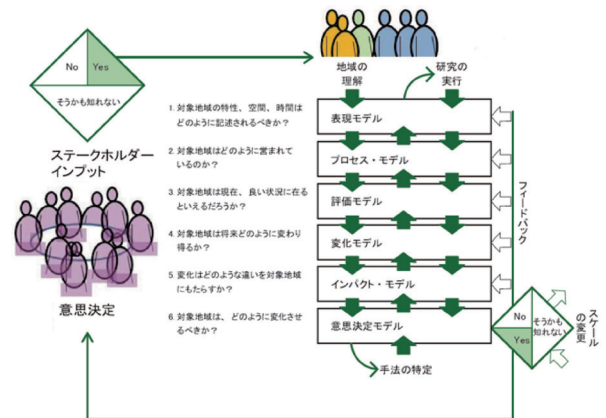 No
Yes
そうかも知れない
ステークホルダー
インプット
意思決定
1. 対象地域の特性、空間、時間は
どのように記述されるべきか？
2. 対象地域はどのように営まれて
いるのか？
3. 対象地域は現在、良い状況に在る
といえるだろうか？
4. 対象地域は将来どのように変わり
得るか？
5. 変化はどのような違いを対象地域
にもたらすか？
6. 対象地域は、どのように変化させ
るべきか？
地域の
理解
研究の
実行
表現モデル
プロセス・モデル
評価モデル
変化モデル
インパクト・モデル
意思決定モデル
手法の特定
フィードバック
No
Yes
そうかも
知れない
スケール
の変更